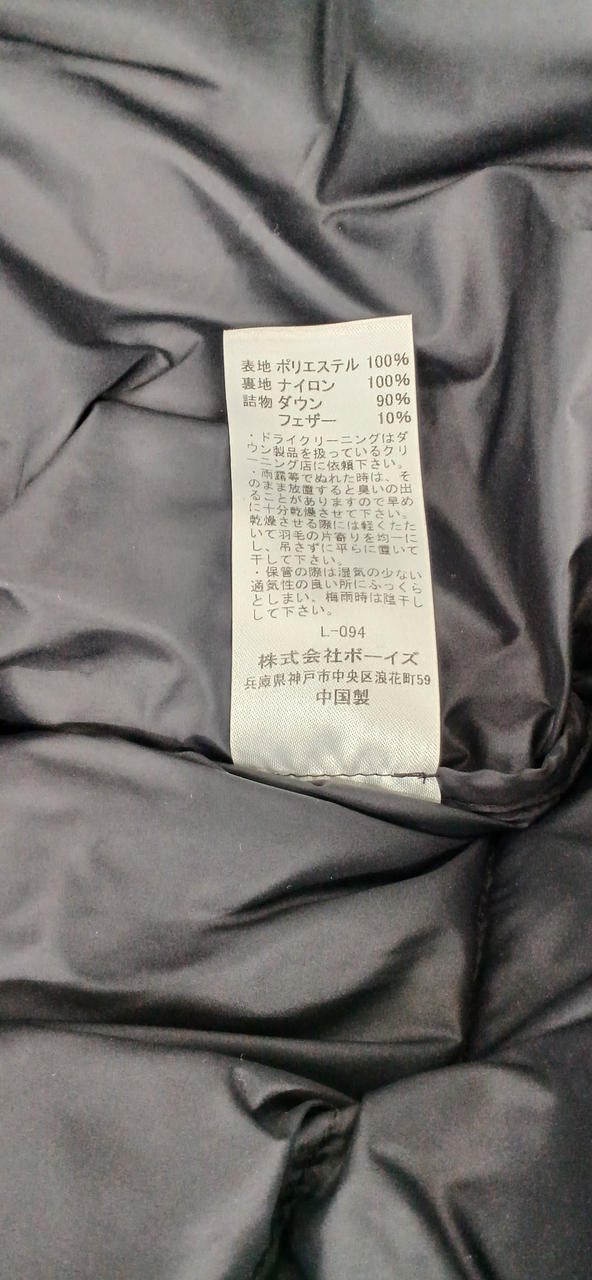 表地 ポリエステル 100%
裏地 ナイロン 100%
詰物 ダウン 90%
フェザー 10%
・ドライクリーニングはダ
ウン製品を扱っているクリ
ーニング店に依頼下さい。
・雨露等でぬれた時は、そ
のまま放置すると臭いの出
ることがありますので早め
に十分乾燥させて下さい。
乾燥させる際には軽くたた
いて羽毛の片寄りを均一に
し、吊さずに平らに置いて
干して下さい。
・保管の際は湿気の少ない
通気性の良い所にふっくら
としまい、梅雨時は陰干し
して下さい。
L-094
株式会社ボーイズ
兵庫県神戸市中央区浪花町59
中国製